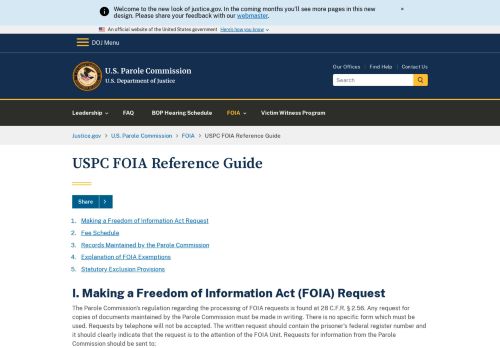 Welcome to the new look of justice.gov. In the coming months you'll see more pages in this new
design. Please share your feedback with our webmaster.
×
An official website of the United States government Here's how you know
DOJ Menu
U.S. Parole Commission
U.S. Department of Justice
Our Offices | Find Help | Contact Us
Search
Leadership FAQ BOP Hearing Schedule FOIA Victim Witness Program
Justice.gov > U.S. Parole Commission > FOIA > USPC FOIA Reference Guide
USPC FOIA Reference Guide
Share >
1. Making a Freedom of Information Act Request
2. Fee Schedule
3. Records Maintained by the Parole Commission
4. Explanation of FOIA Exemptions
5. Statutory Exclusion Provisions
I. Making a Freedom of Information Act (FOIA) Request
The Parole Commission's regulation regarding the processing of FOIA requests is found at 28 C.F.R. § 2.56. Any request for
copies of documents maintained by the Parole Commission must be made in writing. There is no specific form which must be
used. Requests by telephone will not be accepted. The written request should contain the prisoner's federal register number and
it should clearly indicate that the request is to the attention of the FOIA Unit. Requests for information from the Parole
Commission should be sent to: